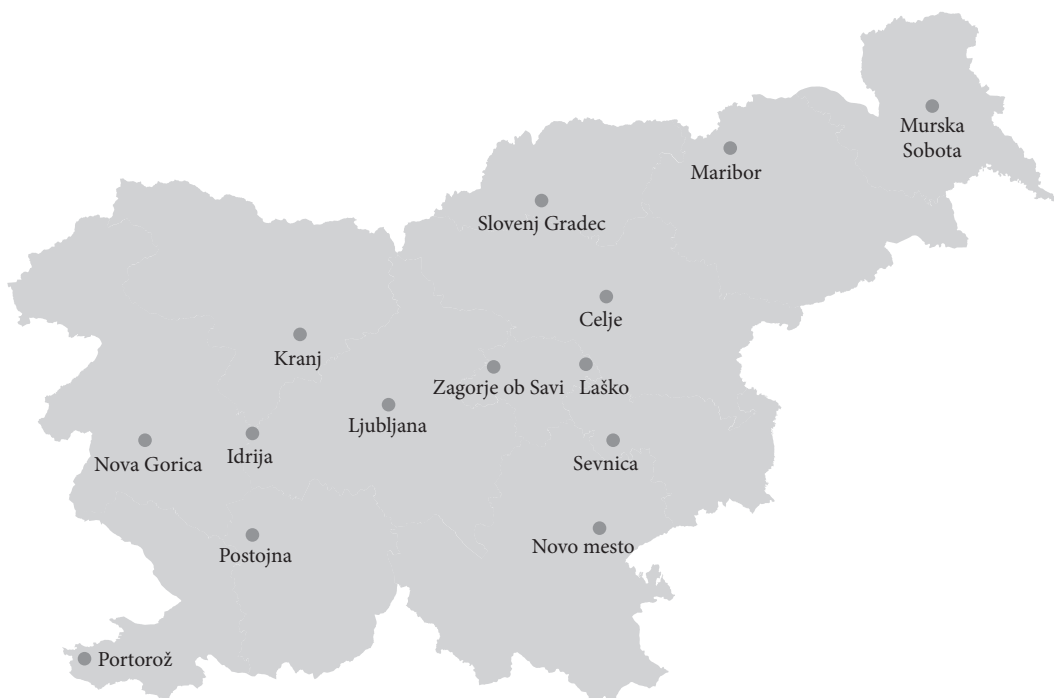 Murska
Sobota
Maribor
Slovenj Gradec
Celje
Kranj
Zagorje ob Savi
Laško
Ljubljana
Nova Gorica
Idrija
Sevnica
Postojna
Novo mesto
Portorož